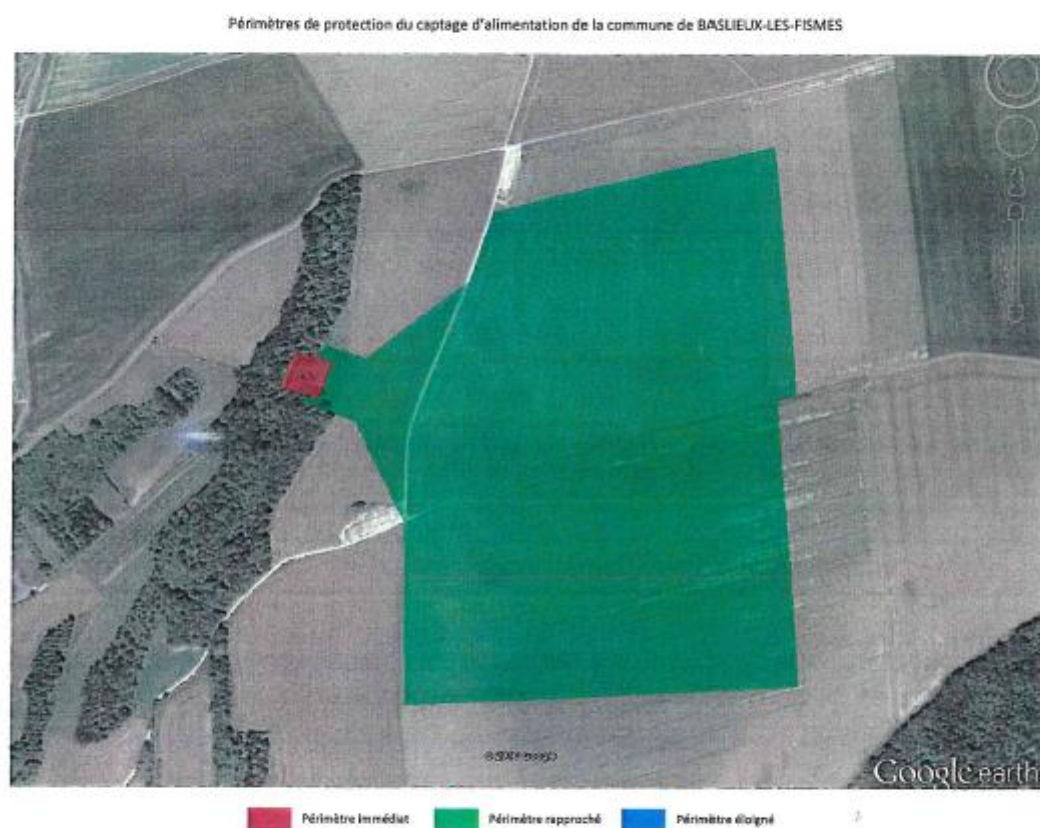 Périmètres de protection du captage d'alimentation de la commune de BASLIEUX-LES-FISMES
Google earth
Périmètre immédiat
Périmètre rapproché
Périmètre éloigné